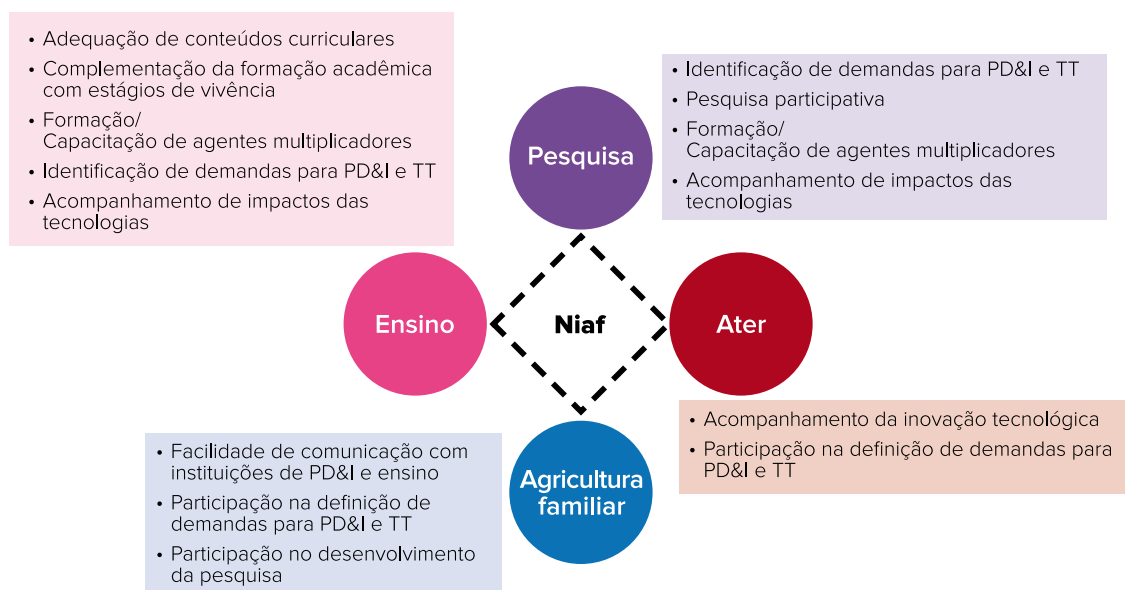 • Adequação de conteúdos curriculares
• Complementação da formação acadêmica
com estágios de vivência
• Formação/
Capacitação de agentes multiplicadores
• Identificação de demandas para PD&I e TT
• Acompanhamento de impactos das
tecnologias
Pesquisa
• Identificação de demandas para PD&I e TT
• Pesquisa participativa
• Formação/
Capacitação de agentes multiplicadores
• Acompanhamento de impactos das
tecnologias
Ensino
Niaf
Ater
• Facilidade de comunicação com
instituições de PD&I e ensino
• Participação na definição de
demandas para PD&I e TT
• Participação no desenvolvimento
da pesquisa
Agricultura
familiar
• Acompanhamento da inovação tecnológica
• Participação na definição de demandas para
PD&I e TT